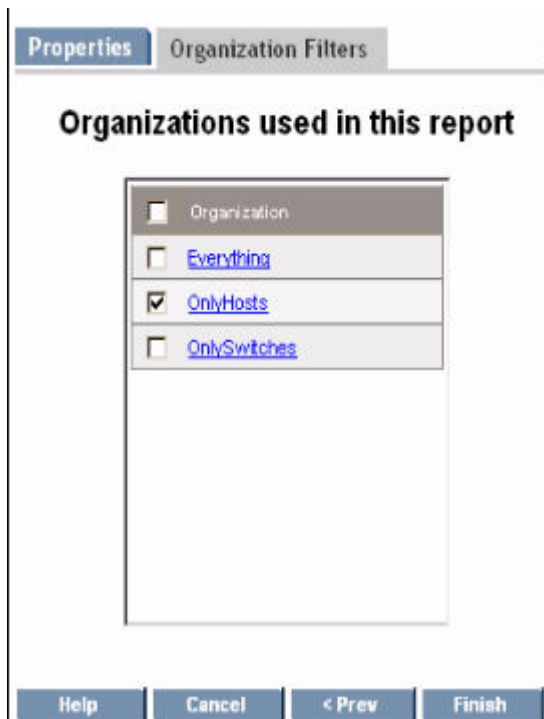 Properties Organization Filters
Organizations used in this report
Organization
Everything
OnlyHosts
OnlySwitches
Help Cancel < Prev Finish